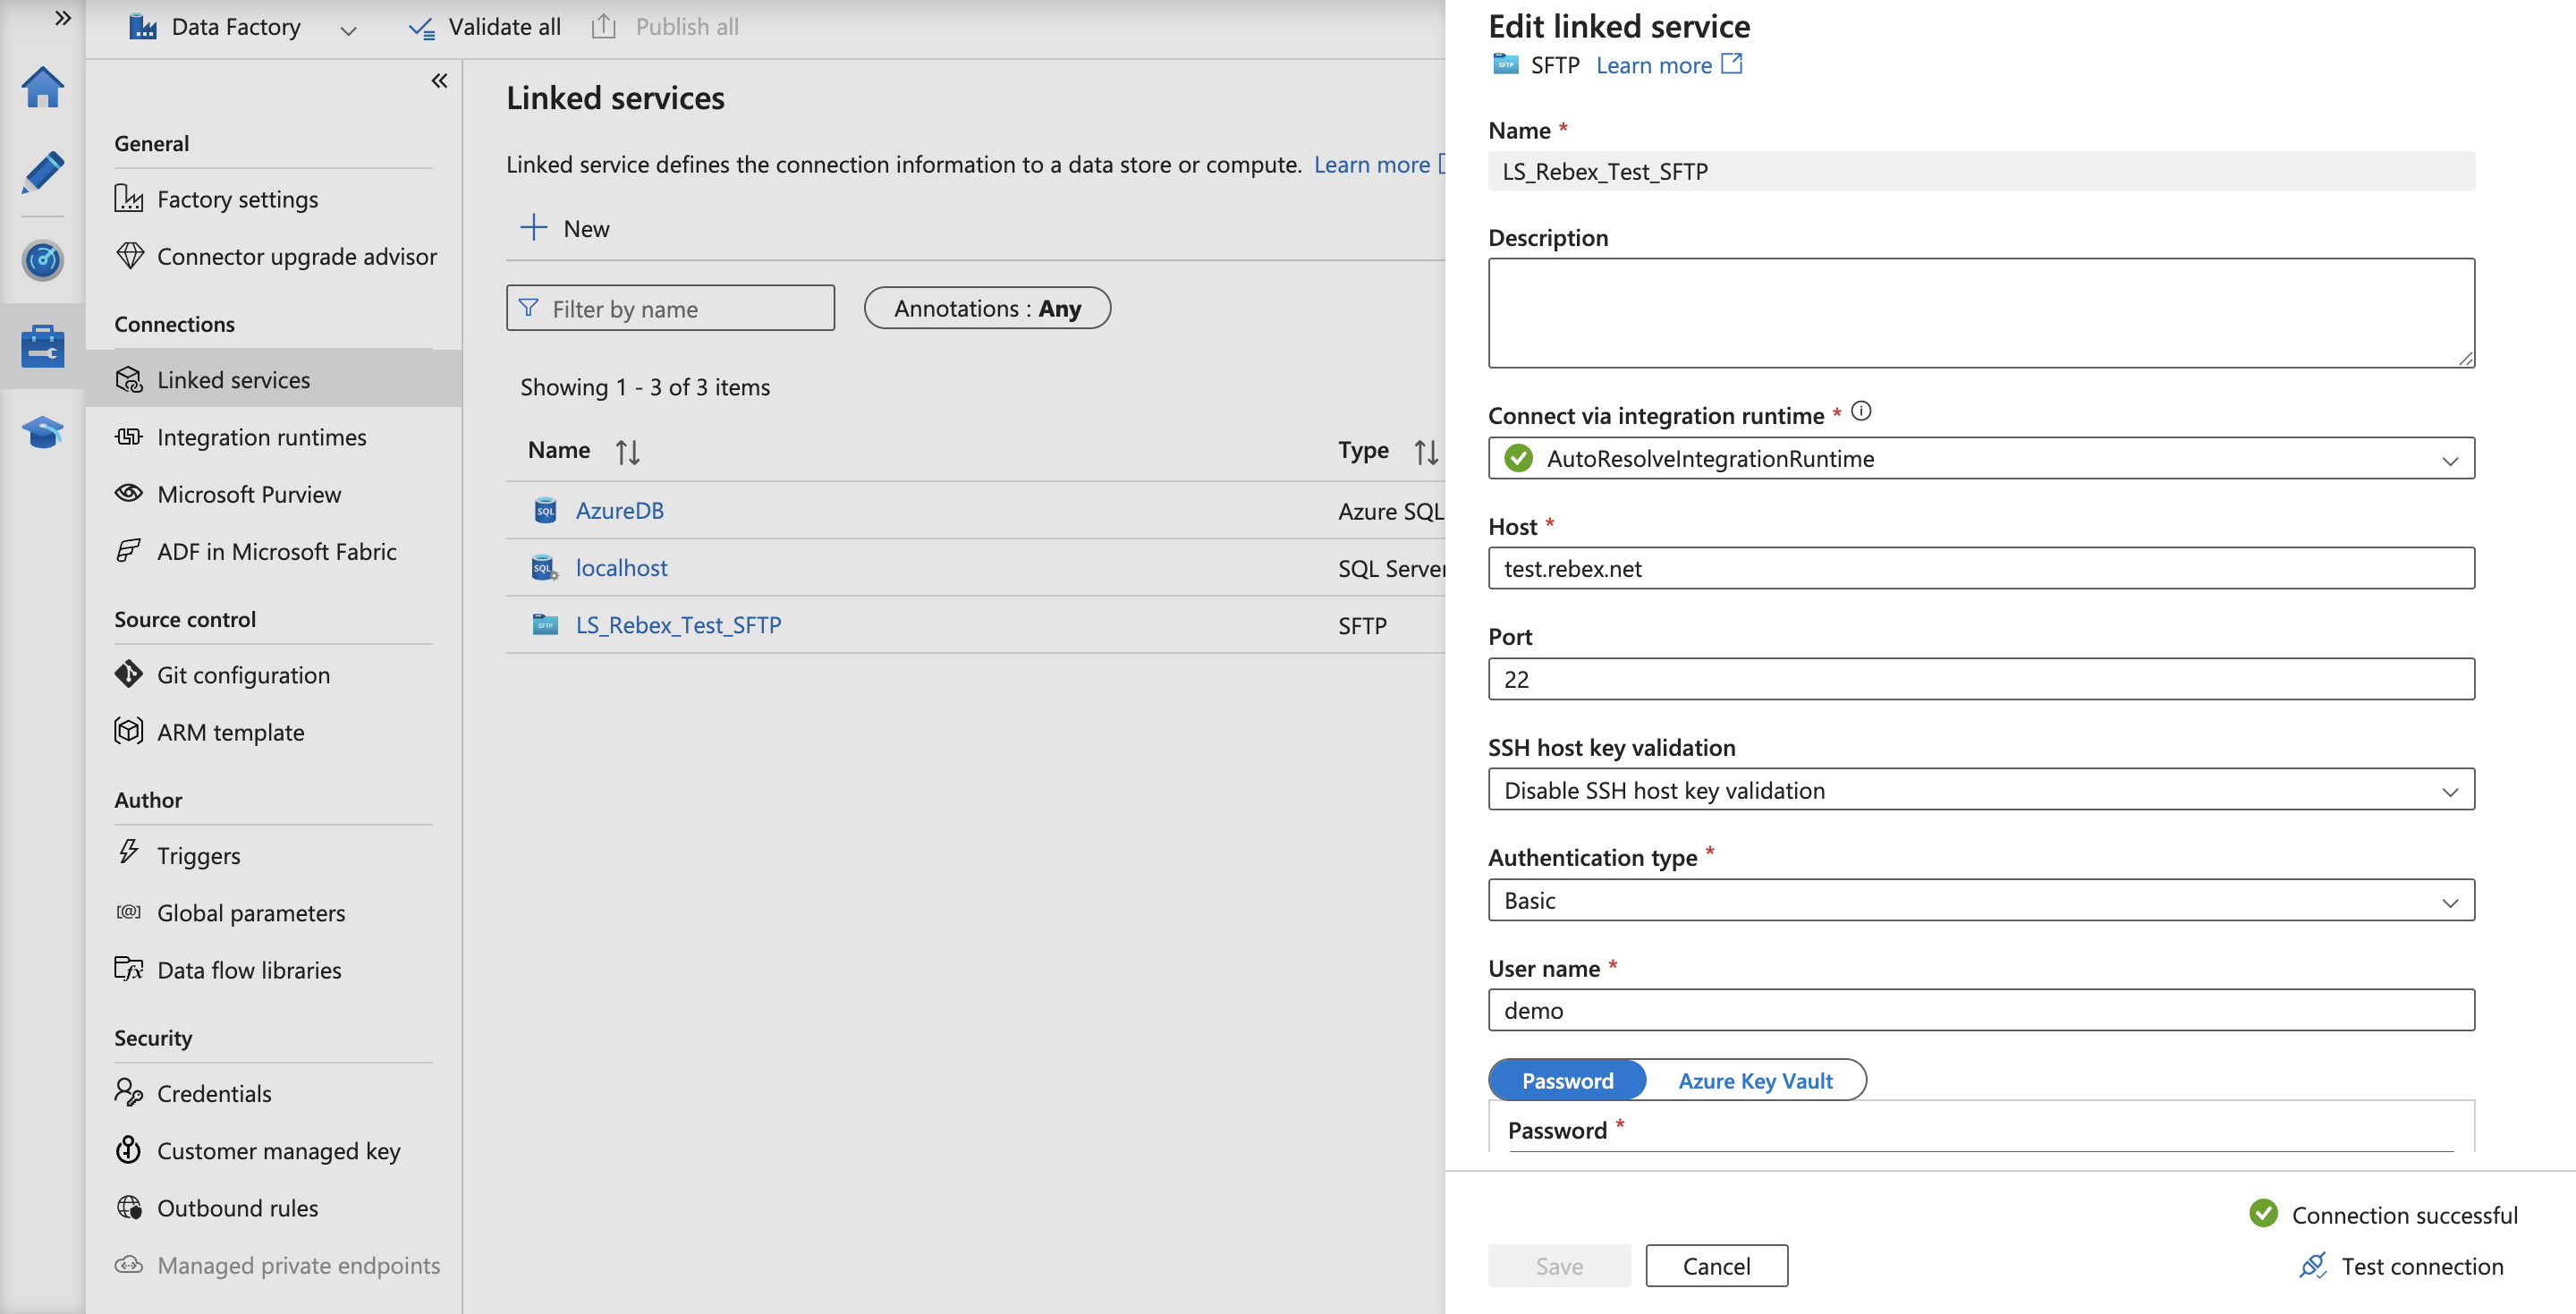 Data Factory
Validate all
Publish all
General
Factory settings
Connector upgrade advisor
Connections
Linked services
Integration runtimes
Microsoft Purview
ADF in Microsoft Fabric
Source control
Git configuration
ARM template
Author
Triggers
Global parameters
Data flow libraries
Security
Credentials
Customer managed key
Outbound rules
Managed private endpoints
Linked services
Linked service defines the connection information to a data store or compute. Learn more
New
Filter by name
Annotations : Any
Showing 1 - 3 of 3 items
Name Type
SQL AzureDB Azure SQL
SQL localhost SQL Server
SFTP LS_Rebex_Test_SFTP SFTP
Edit linked service
SFTP SFTP Learn more
Name *
LS_Rebex_Test_SFTP
Description
Connect via integration runtime *
AutoResolveIntegrationRuntime
Host *
test.rebex.net
Port
22
SSH host key validation
Disable SSH host key validation
Authentication type *
Basic
User name *
demo
Password Azure Key Vault
Password *
Connection successful
Save Cancel Test connection